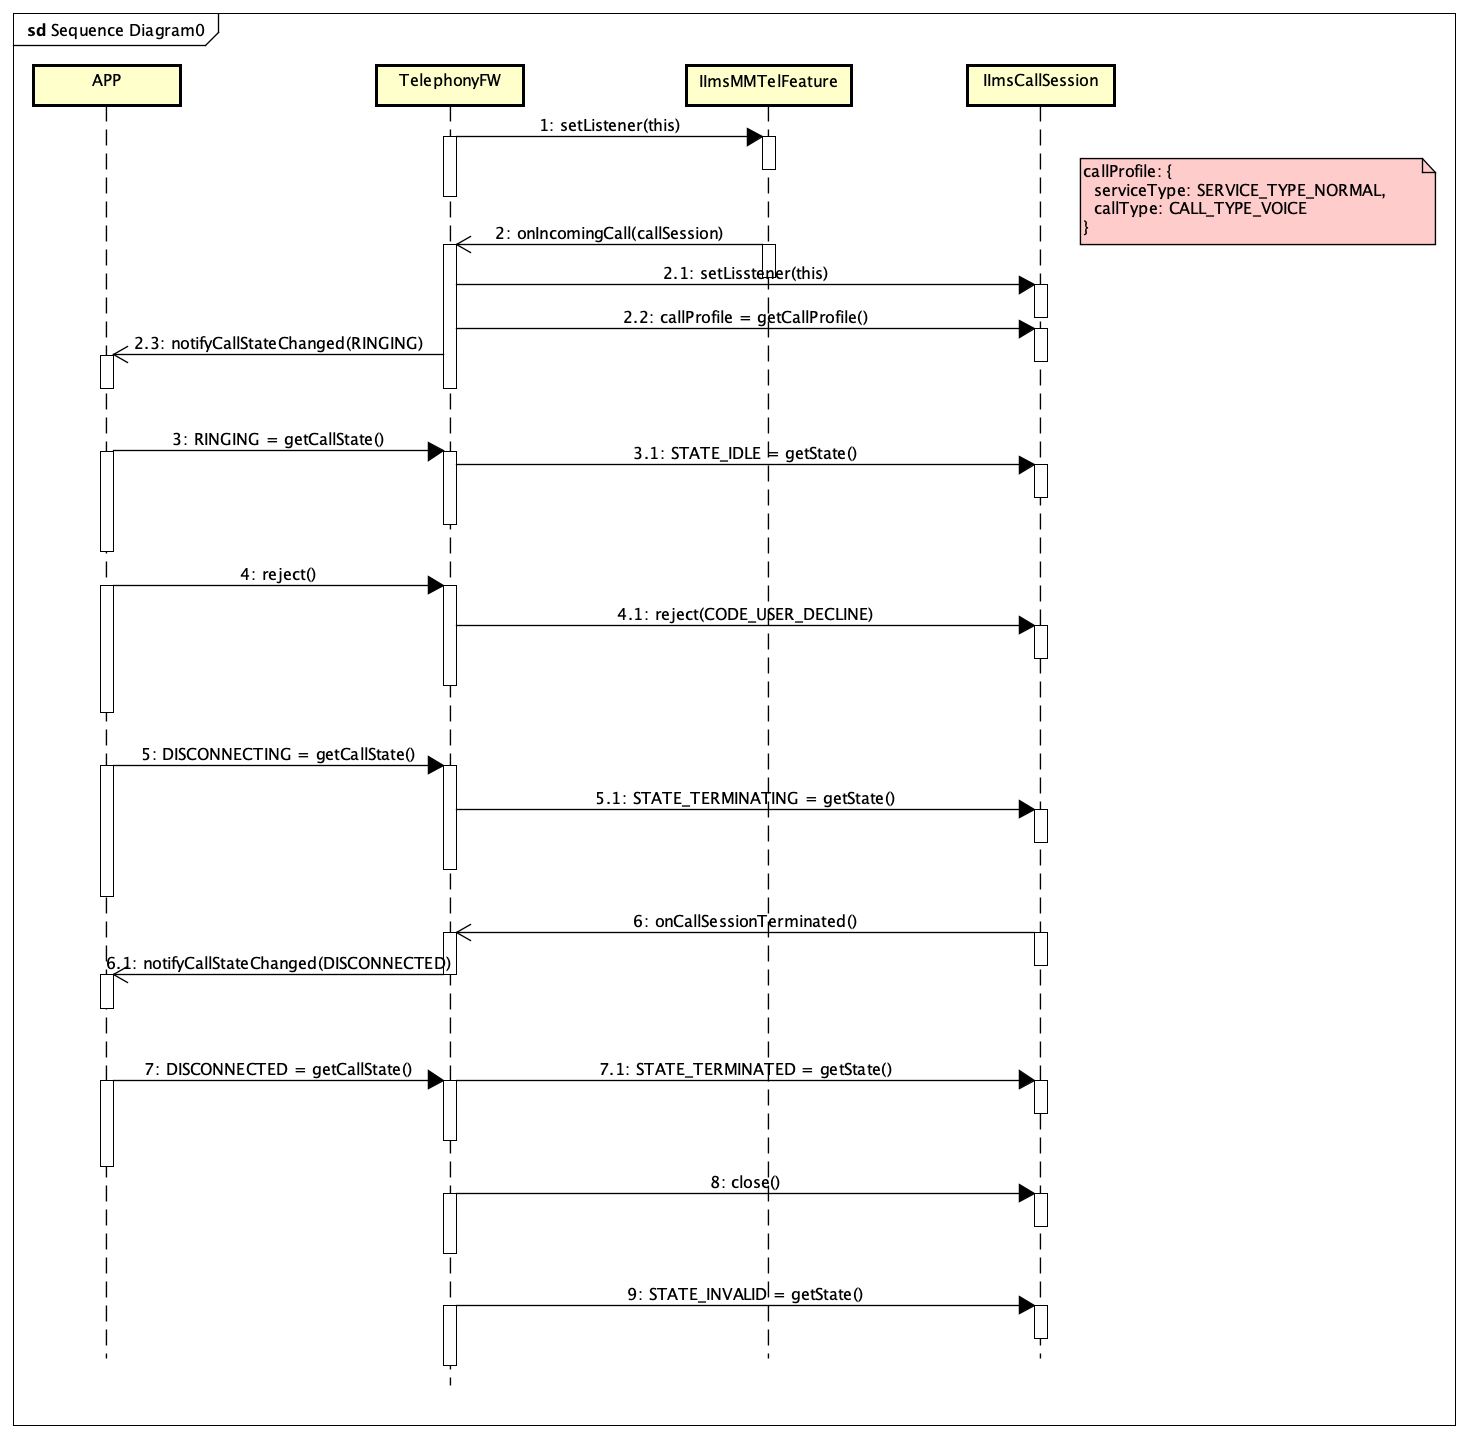 sd Sequence Diagram0
APP
TelephonyFW
IImsMMTelFeature
IImsCallSession
1: setListener(this)
callProfile: {
serviceType: SERVICE_TYPE_NORMAL,
callType: CALL_TYPE_VOICE
}
2: onIncomingCall(callSession)
2.1: setLisstener(this)
2.2: callProfile = getCallProfile()
2.3: notifyCallStateChanged(RINGING)
3: RINGING = getCallState()
3.1: STATE_IDLE = getState()
4: reject()
4.1: reject(CODE_USER_DECLINE)
5: DISCONNECTING = getCallState()
5.1: STATE_TERMINATING = getState()
6: onCallSessionTerminated()
6.1: notifyCallStateChanged(DISCONNECTED)
7: DISCONNECTED = getCallState()
7.1: STATE_TERMINATED = getState()
8: close()
9: STATE_INVALID = getState()